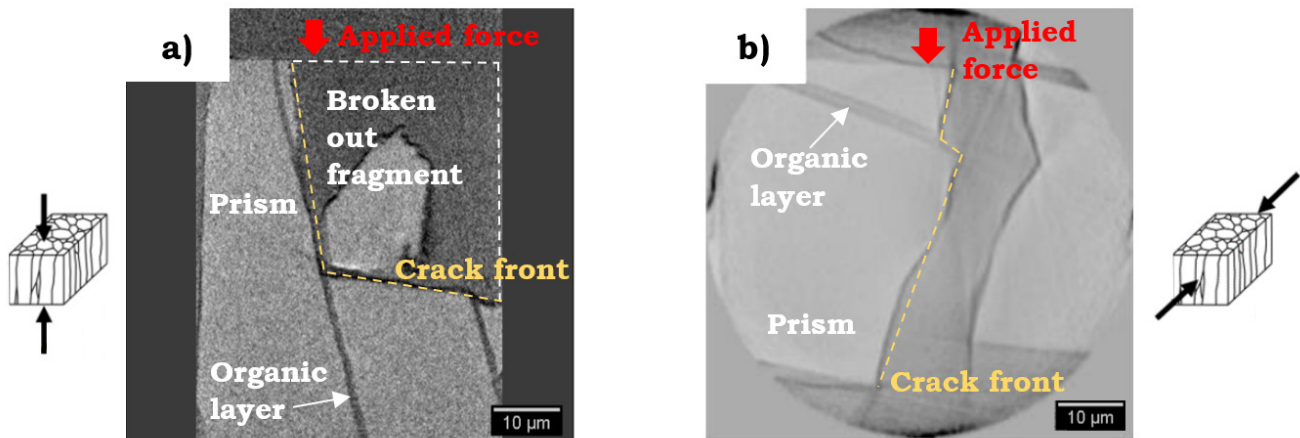 a)
Applied force
Broken
out
fragment
Prism
Crack front
Organic
layer
10 µm
b)
Applied
force
Organic
layer
Prism
Crack front
10 µm